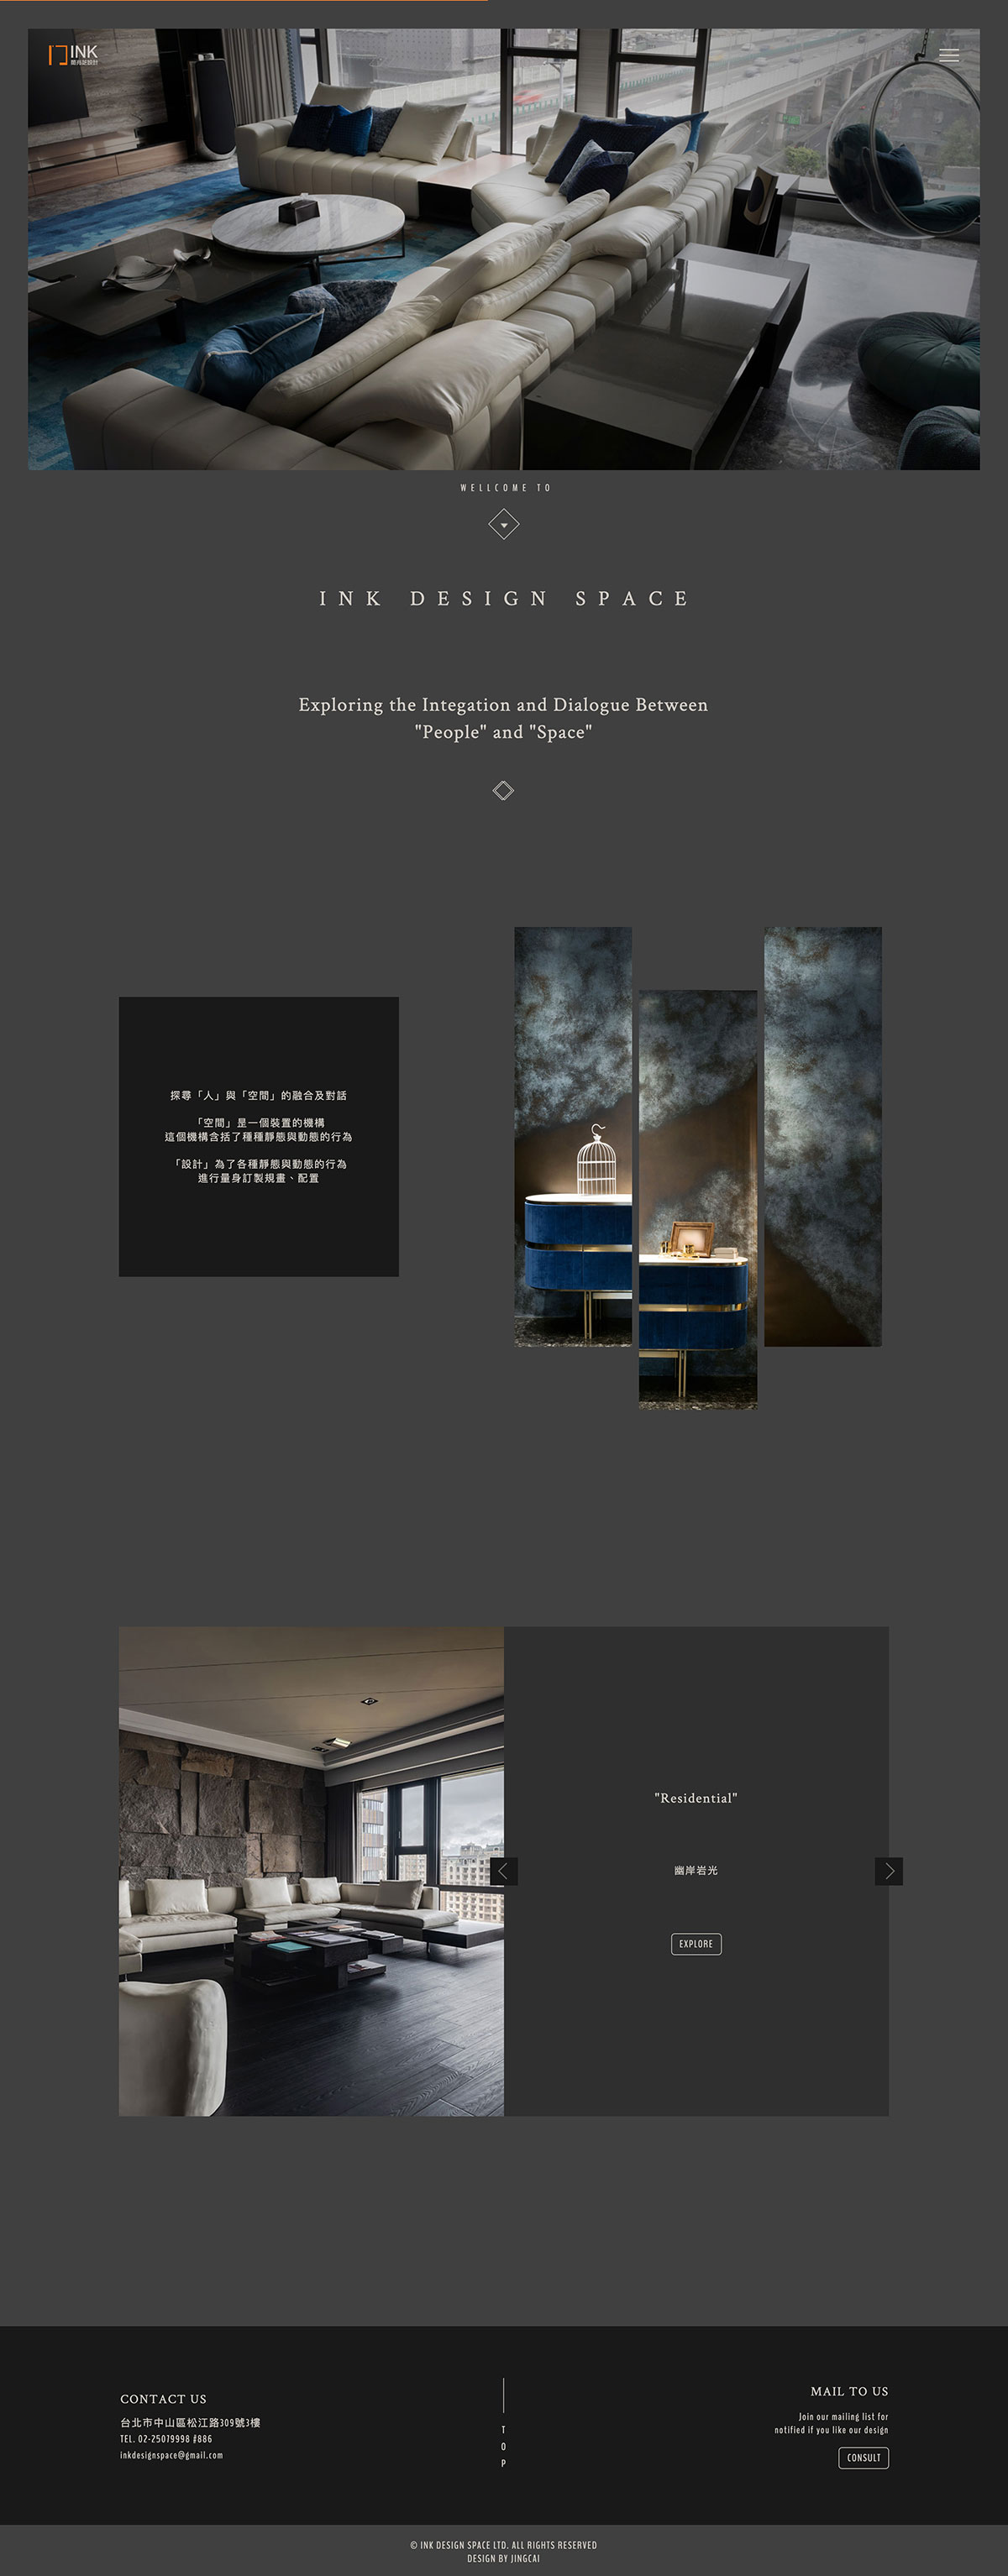 INK
WELLCOME TO
INK DESIGN SPACE
Exploring the Integation and Dialogue Between
"People" and "Space"
探尋「人」與「空間」的融合及對話
「空間」是一個裝置的機構
這個機構含括了種種靜態與動態的行為
「設計」為了各種靜態與動態的行為
進行量身訂製規畫、配置
"Residential"
幽岸岩光
EXPLORE
CONTACT US
台北市中山區松江路309號3樓
TEL. 02-25079998 #886
inkdesignspace@gmail.com
T
O
P
MAIL TO US
Join our mailing list for
notified if you like our design
CONSULT
© INK DESIGN SPACE LTD. ALL RIGHTS RESERVED
DESIGN BY JINGCAI